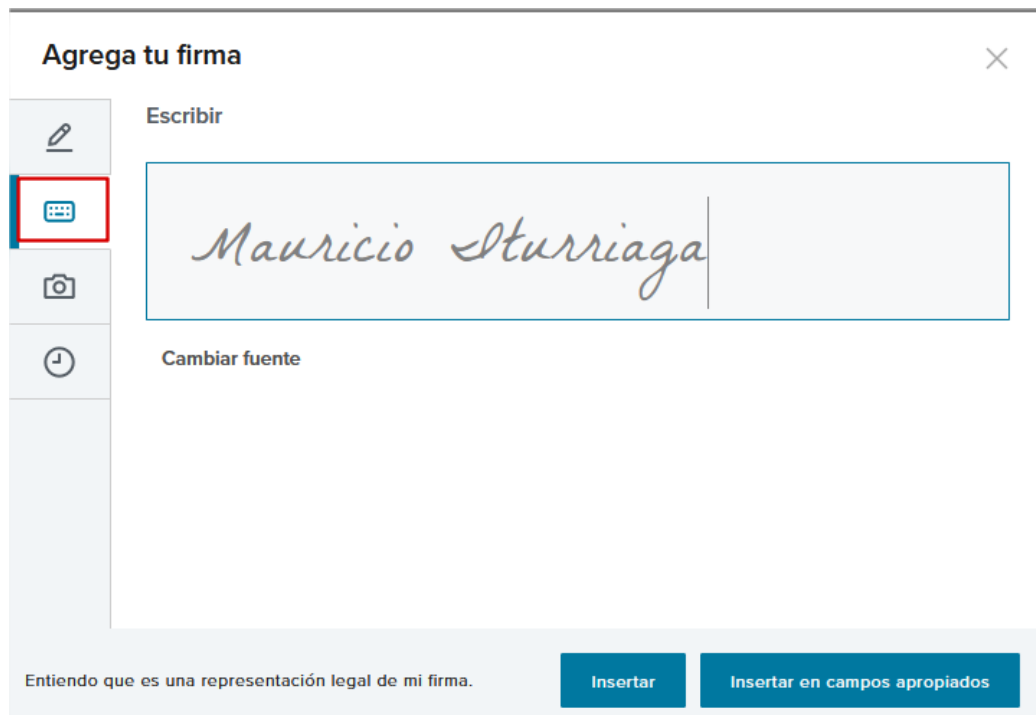 Agrega tu firma
Escribir
Mauricio Iturriaga
Cambiar fuente
Entiendo que es una representación legal de mi firma.
Insertar
Insertar en campos apropiados